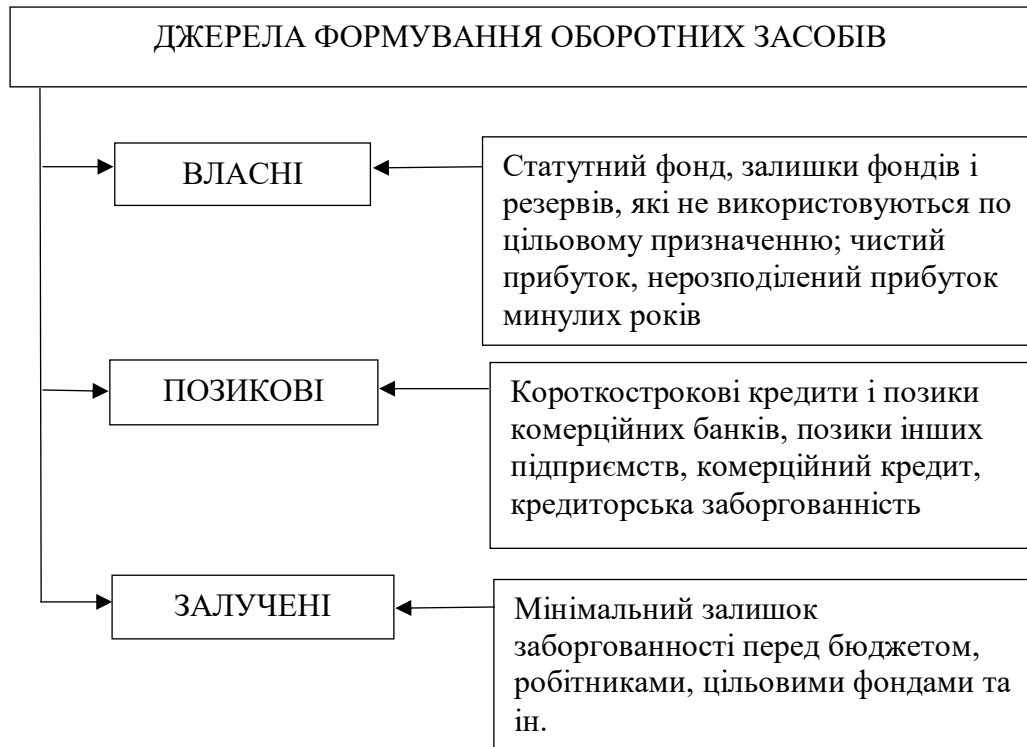 ДЖЕРЕЛА ФОРМУВАННЯ ОБОРОТНИХ ЗАСОБІВ
ВЛАСНІ
Статутний фонд, залишки фондів і
резервів, які не використовуються по
цільовому призначенню; чистий
прибуток, нерозподілений прибуток
минулих років
ПОЗИКОВІ
Короткострокові кредити і позики
комерційних банків, позики інших
підприємств, комерційний кредит,
кредиторська заборгованність
ЗАЛУЧЕНІ
Мінімальний залишок
заборгованності перед бюджетом,
робітниками, цільовими фондами та
ін.